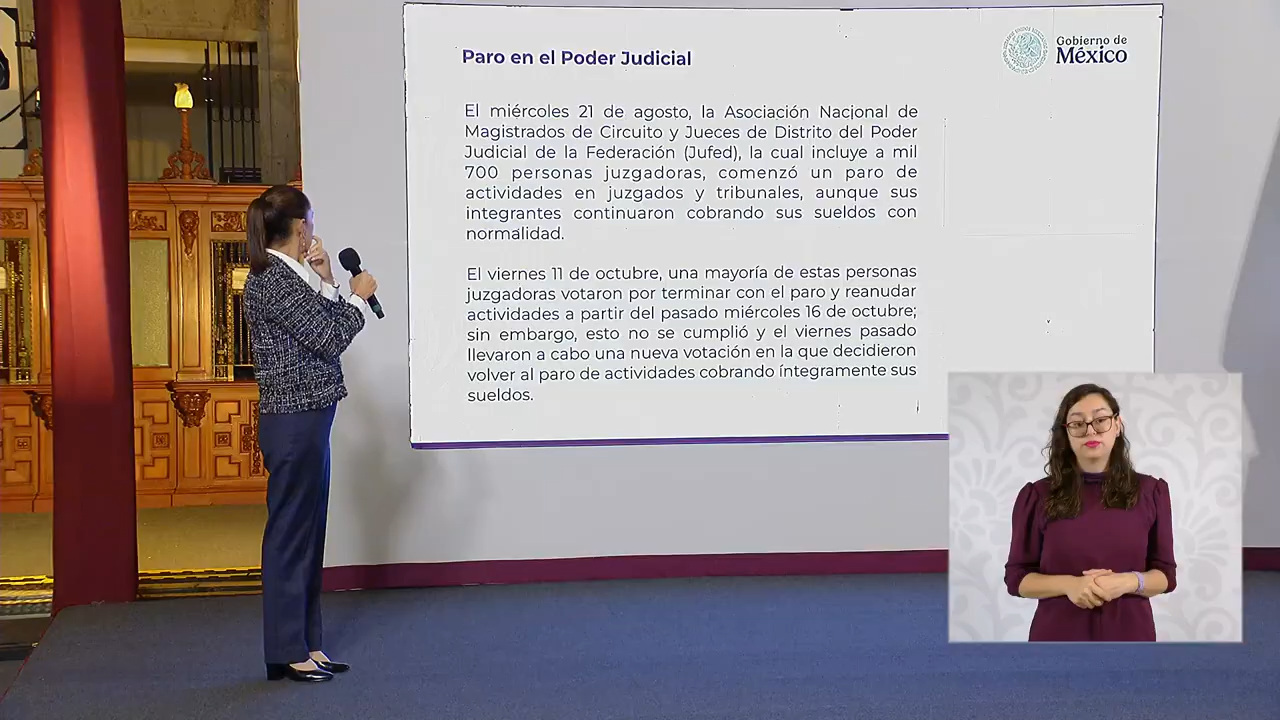 Paro en el Poder Judicial
Gobierno de
México
El miércoles 21 de agosto, la Asociación Nacional de
Magistrados de Circuito y Jueces de Distrito del Poder
Judicial de la Federación (Jufed), la cual incluye a mil
700 personas juzgadoras, comenzó un paro de
actividades en juzgados y tribunales, aunque sus
integrantes continuaron cobrando sus sueldos con
normalidad.
El viernes 11 de octubre, una mayoría de estas personas
juzgadoras votaron por terminar con el paro y reanudar
actividades a partir del pasado miércoles 16 de octubre;
sin embargo, esto no se cumplió y el viernes pasado
llevaron a cabo una nueva votación en la que decidieron
volver al paro de actividades cobrando íntegramente sus
sueldos.